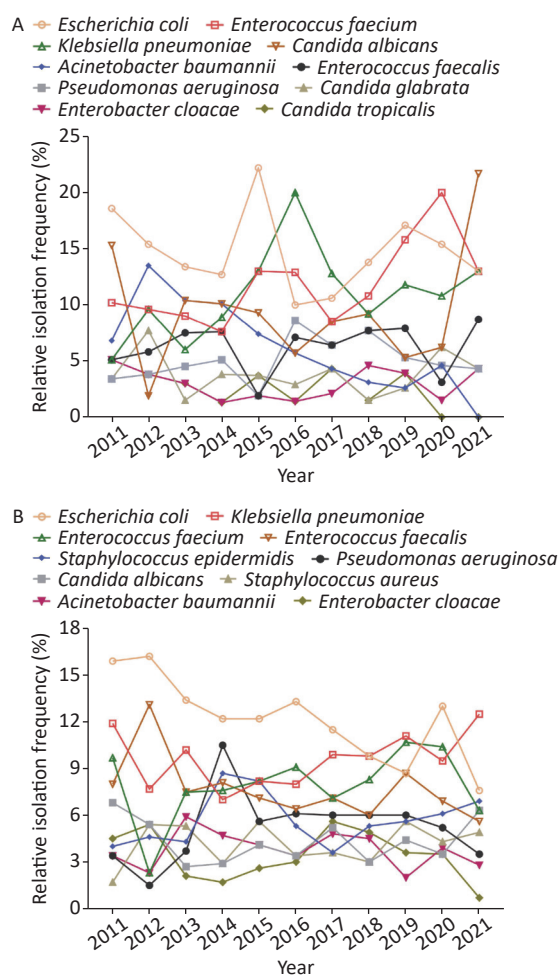 A
Escherichia coli Enterococcus faecium
Klebsiella pneumoniae Candida albicans
Acinetobacter baumannii Enterococcus faecalis
Pseudomonas aeruginosa Candida glabrata
Enterobacter cloacae Candida tropicalis
Relative isolation frequency (%)
25
20
15
10
5
0
2011 2012 2013 2014 2015 2016 2017 2018 2019 2020 2021
Year
B
Escherichia coli Klebsiella pneumoniae
Enterococcus faecium Enterococcus faecalis
Staphylococcus epidermidis Pseudomonas aeruginosa
Candida albicans Staphylococcus aureus
Acinetobacter baumannii Enterobacter cloacae
Relative isolation frequency (%)
18
15
12
9
6
3
0
2011 2012 2013 2014 2015 2016 2017 2018 2019 2020 2021
Year